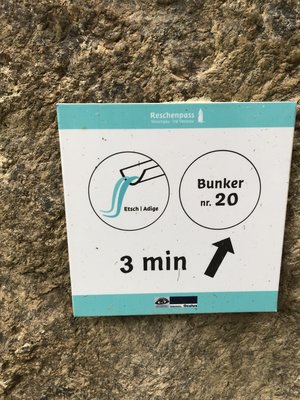 Reschenpass
Etsch | Adige
Bunker
nr. 20
3 min